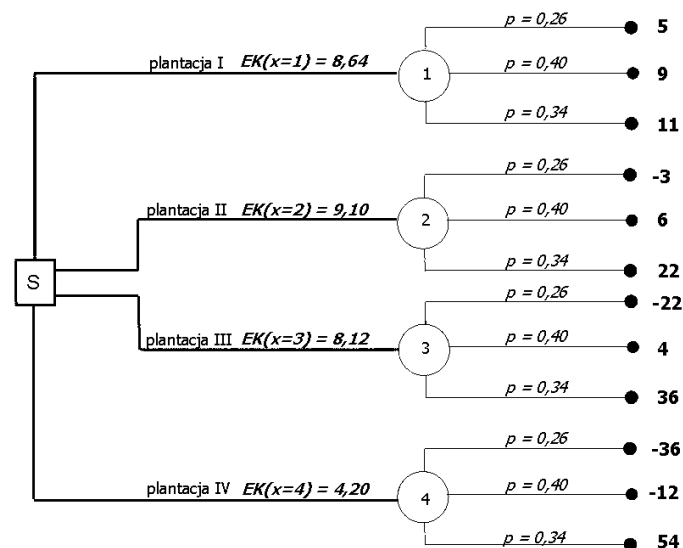 p = 0,26 5
plantacja I EK(x=1) = 8,64 1 p = 0,40 9
p = 0,34 11
p = 0,26 -3
plantacja II EK(x=2) = 9,10 2 p = 0,40 6
p = 0,34 22
S
p = 0,26 -22
plantacja III EK(x=3) = 8,12 3 p = 0,40 4
p = 0,34 36
p = 0,26 -36
plantacja IV EK(x=4) = 4,20 4 p = 0,40 -12
p = 0,34 54